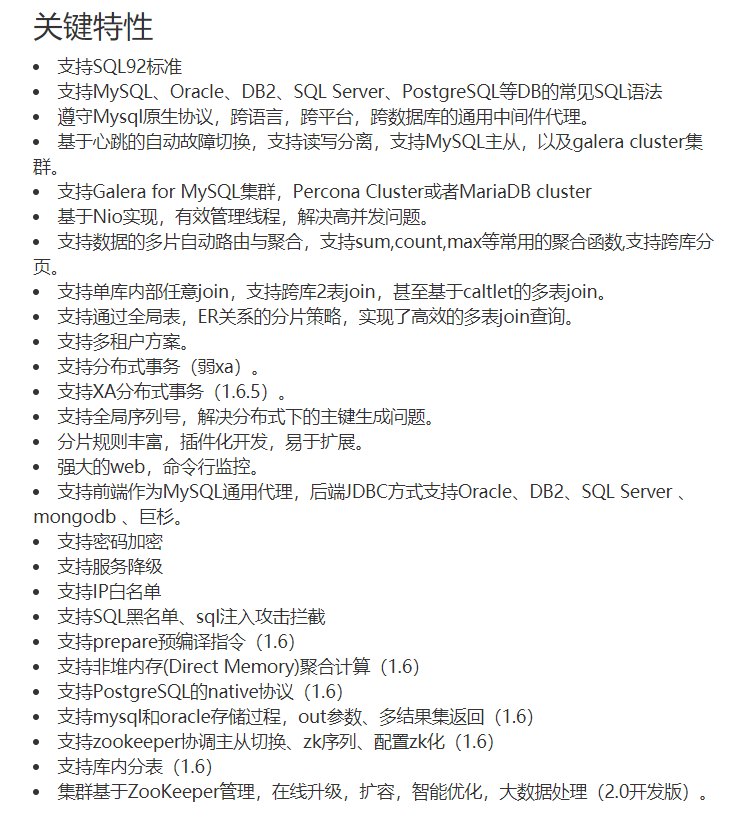 关键特性
• 支持SQL92标准
• 支持MySQL、Oracle、DB2、SQL Server、PostgreSQL等DB的常见SQL语法
• 遵守Mysql原生协议，跨语言，跨平台，跨数据库的通用中间件代理。
• 基于心跳的自动故障切换，支持读写分离，支持MySQL主从，以及galera cluster集
群。
• 支持Galera for MySQL集群，Percona Cluster或者MariaDB cluster
• 基于Nio实现，有效管理线程，解决高并发问题。
• 支持数据的多片自动路由与聚合，支持sum,count,max等常用的聚合函数,支持跨库分
页。
• 支持单库内部任意join，支持跨库2表join，甚至基于caltlet的多表join。
• 支持通过全局表，ER关系的分片策略，实现了高效的多表join查询。
• 支持多租户方案。
• 支持分布式事务（弱xa）。
• 支持XA分布式事务（1.6.5）。
• 支持全局序列号，解决分布式下的主键生成问题。
• 分片规则丰富，插件化开发，易于扩展。
• 强大的web，命令行监控。
• 支持前端作为MySQL通用代理，后端JDBC方式支持Oracle、DB2、SQL Server 、
mongodb 、巨杉。
• 支持密码加密
• 支持服务降级
• 支持IP白名单
• 支持SQL黑名单、sql注入攻击拦截
• 支持prepare预编译指令（1.6）
• 支持非堆内存(Direct Memory)聚合计算（1.6）
• 支持PostgreSQL的native协议（1.6）
• 支持mysql和oracle存储过程，out参数、多结果集返回（1.6）
• 支持zookeeper协调主从切换、zk序列、配置zk化（1.6）
• 支持库内分表（1.6）
• 集群基于ZooKeeper管理，在线升级，扩容，智能优化，大数据处理（2.0开发版）。